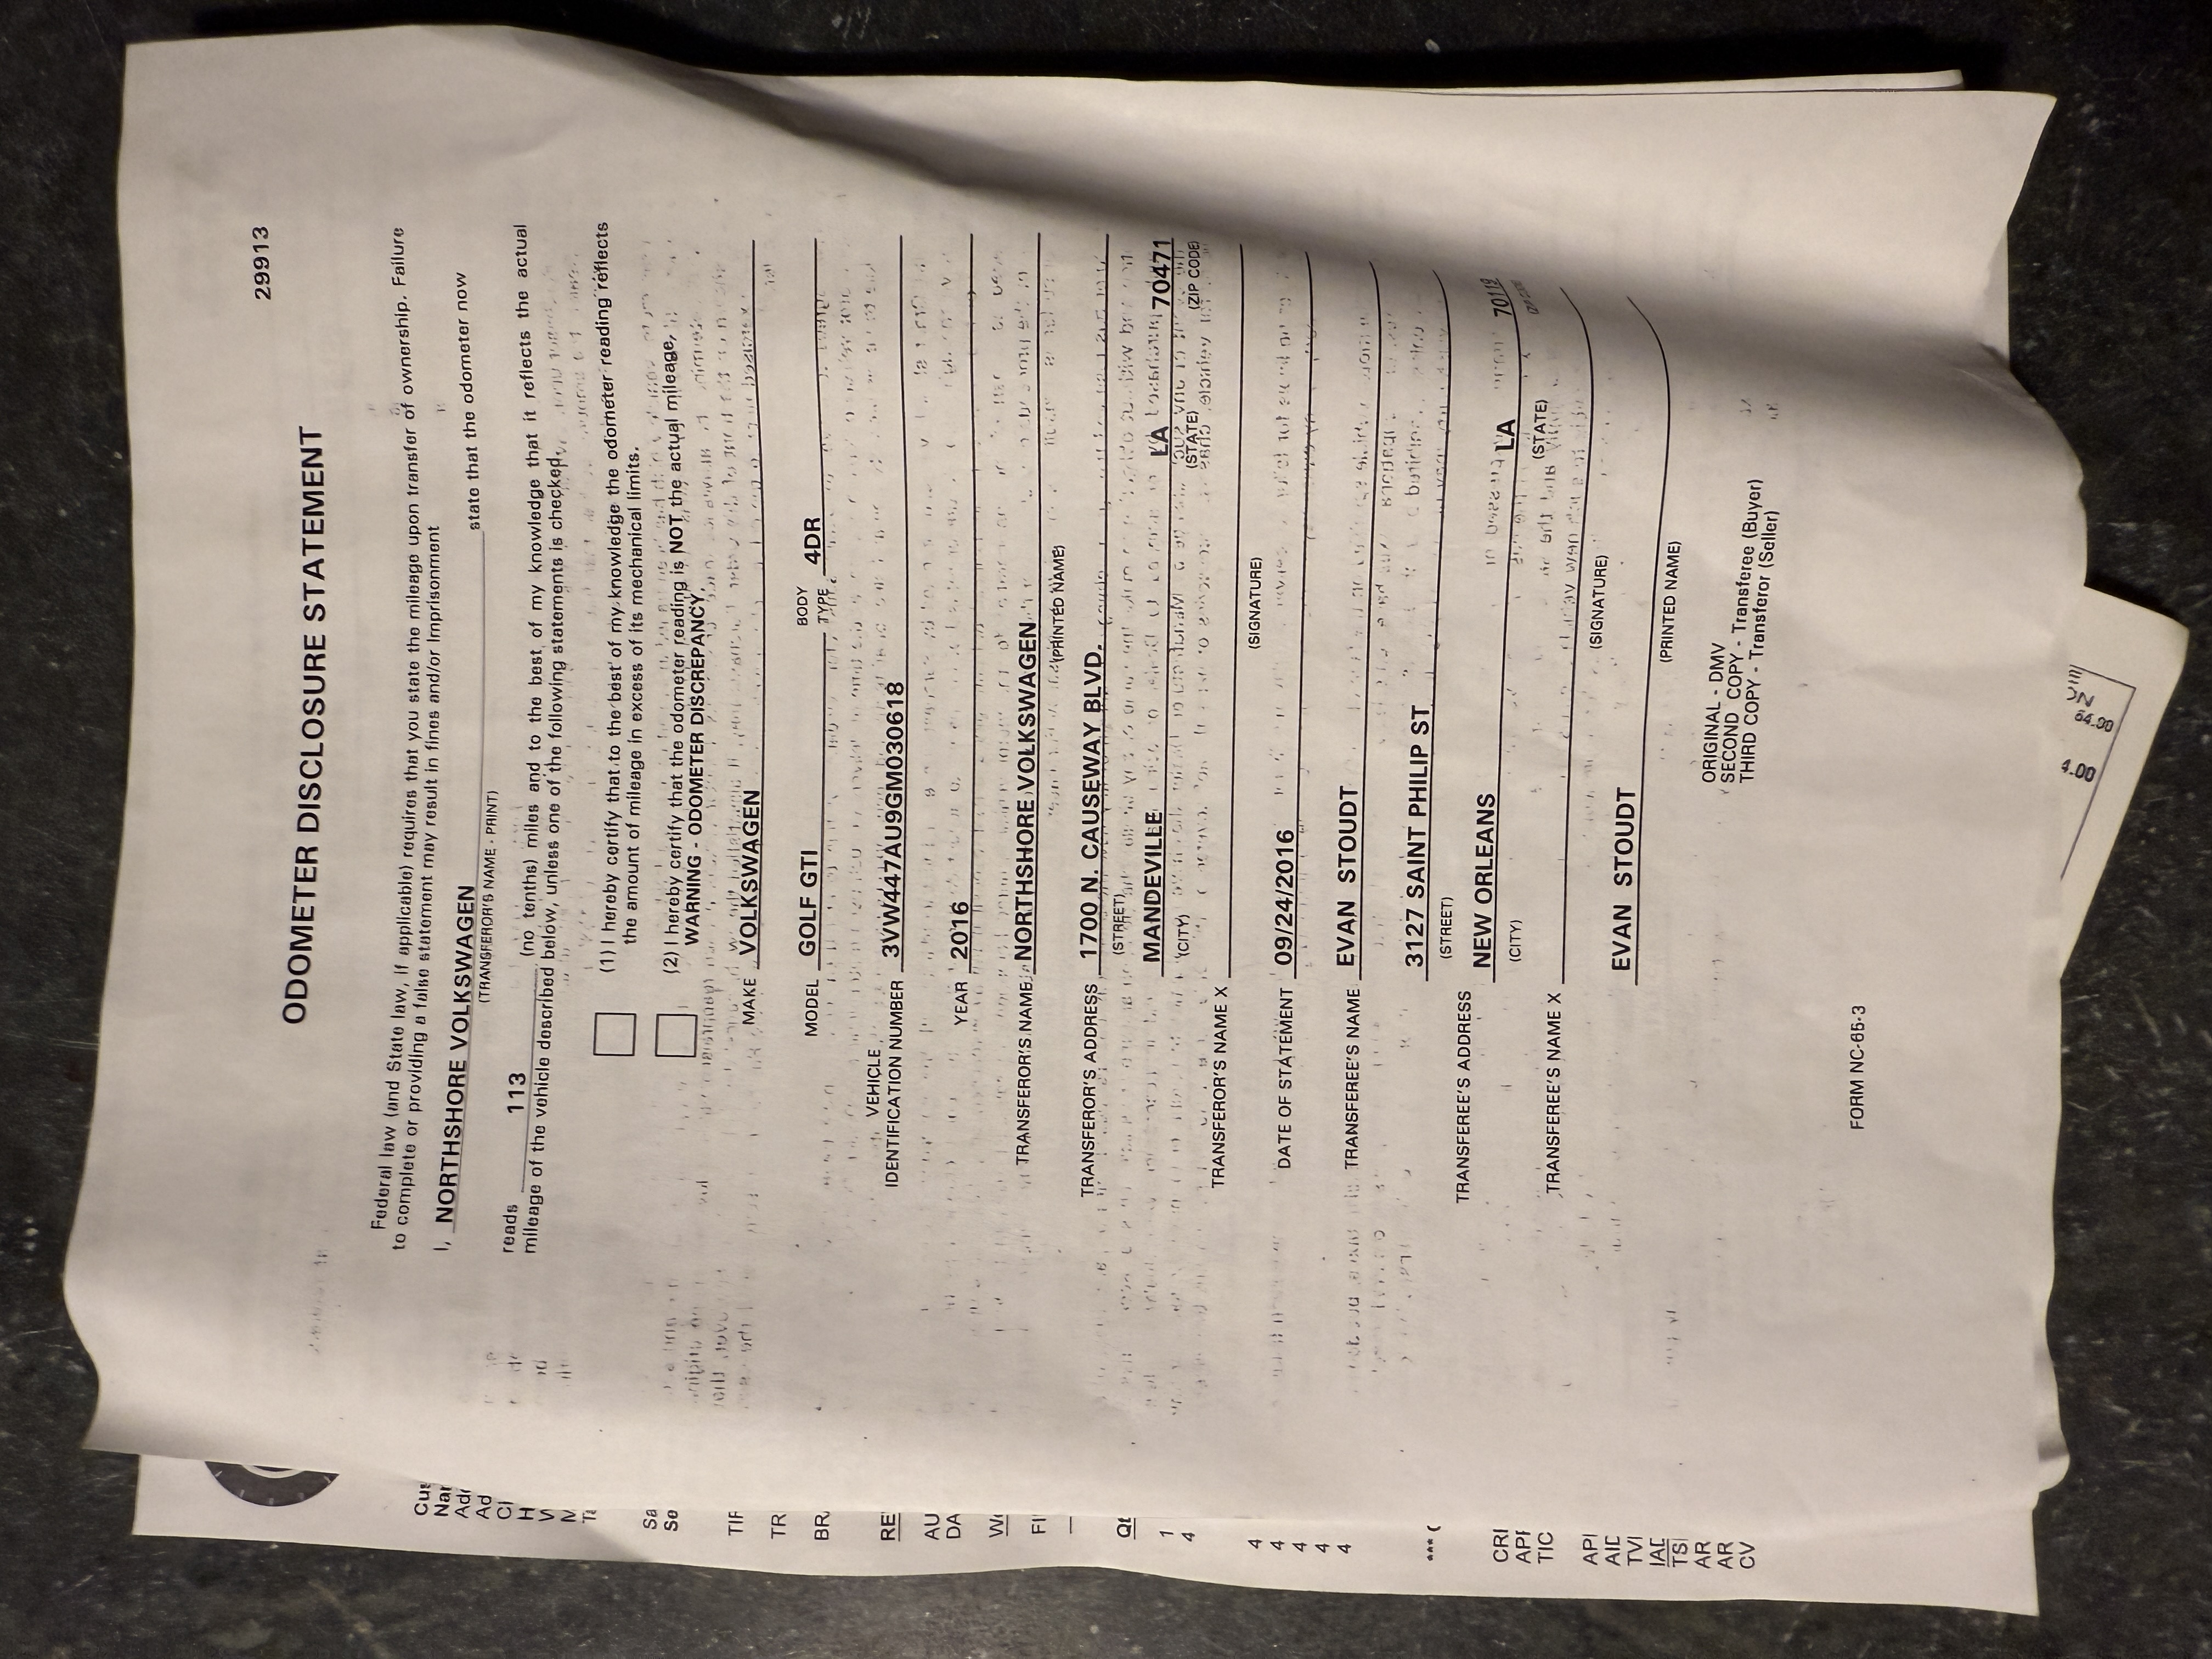 29913
ODOMETER DISCLOSURE STATEMENT
Federal law (and State law, if applicable) requires that you state the mileage upon transfer of ownership. Failure
to complete or providing a false statement may result in fines and/or Imprisonment
I, NORTHSHORE VOLKSWAGEN state that the odometer now
(TRANSFEROR'S NAME - PRINT)
reads 113 (no tenths) miles and to the best of my knowledge that it reflects the actual
mileage of the vehicle described below, unless one of the following statements is checked.
(1) I hereby certify that to the best of my knowledge the odometer reading reflects
the amount of mileage in excess of its mechanical limits.
(2) I hereby certify that the odometer reading is NOT the actual mileage,
WARNING - ODOMETER DISCREPANCY.
MAKE VOLKSWAGEN
MODEL GOLF GTI BODY TYPE 4DR
VEHICLE
IDENTIFICATION NUMBER 3VW447AU9GM030618
YEAR 2016
TRANSFEROR'S NAME NORTHSHORE VOLKSWAGEN
(PRINTED NAME)
TRANSFEROR'S ADDRESS 1700 N. CAUSEWAY BLVD.
(STREET)
MANDEVILLE LA 70471
(CITY) (STATE) (ZIP CODE)
TRANSFEROR'S NAME X
(SIGNATURE)
DATE OF STATEMENT 09/24/2016
TRANSFEREE'S NAME EVAN STOUDT
3127 SAINT PHILIP ST
(STREET)
TRANSFEREE'S ADDRESS
NEW ORLEANS LA 70119
(CITY) (STATE) (ZIP CODE)
TRANSFEREE'S NAME X
(SIGNATURE)
EVAN STOUDT
(PRINTED NAME)
ORIGINAL - DMV
SECOND COPY - Transferee (Buyer)
THIRD COPY - Transferor (Seller)
FORM NC-65-3
4.00
64.00